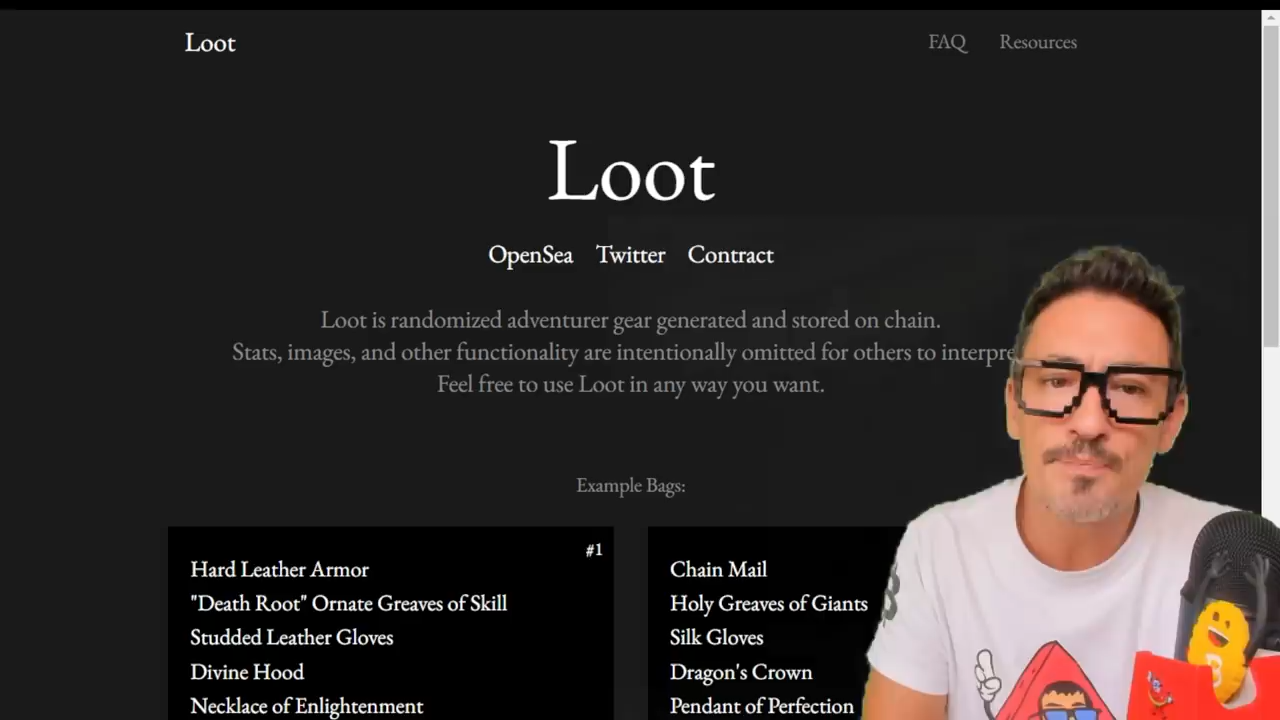 Loot
FAQ Resources
Loot
OpenSea Twitter Contract
Loot is randomized adventurer gear generated and stored on chain.
Stats, images, and other functionality are intentionally omitted for others to
Feel free to use Loot in any way you want.
Example Bags:
#1
Hard Leather Armor
"Death Root" Ornate Greaves of Skill
Studded Leather Gloves
Divine Hood
Necklace of Enlightenment
Chain Mail
Holy Greaves of Giants
Silk Gloves
Dragon's Crown
Pendant of Perfection